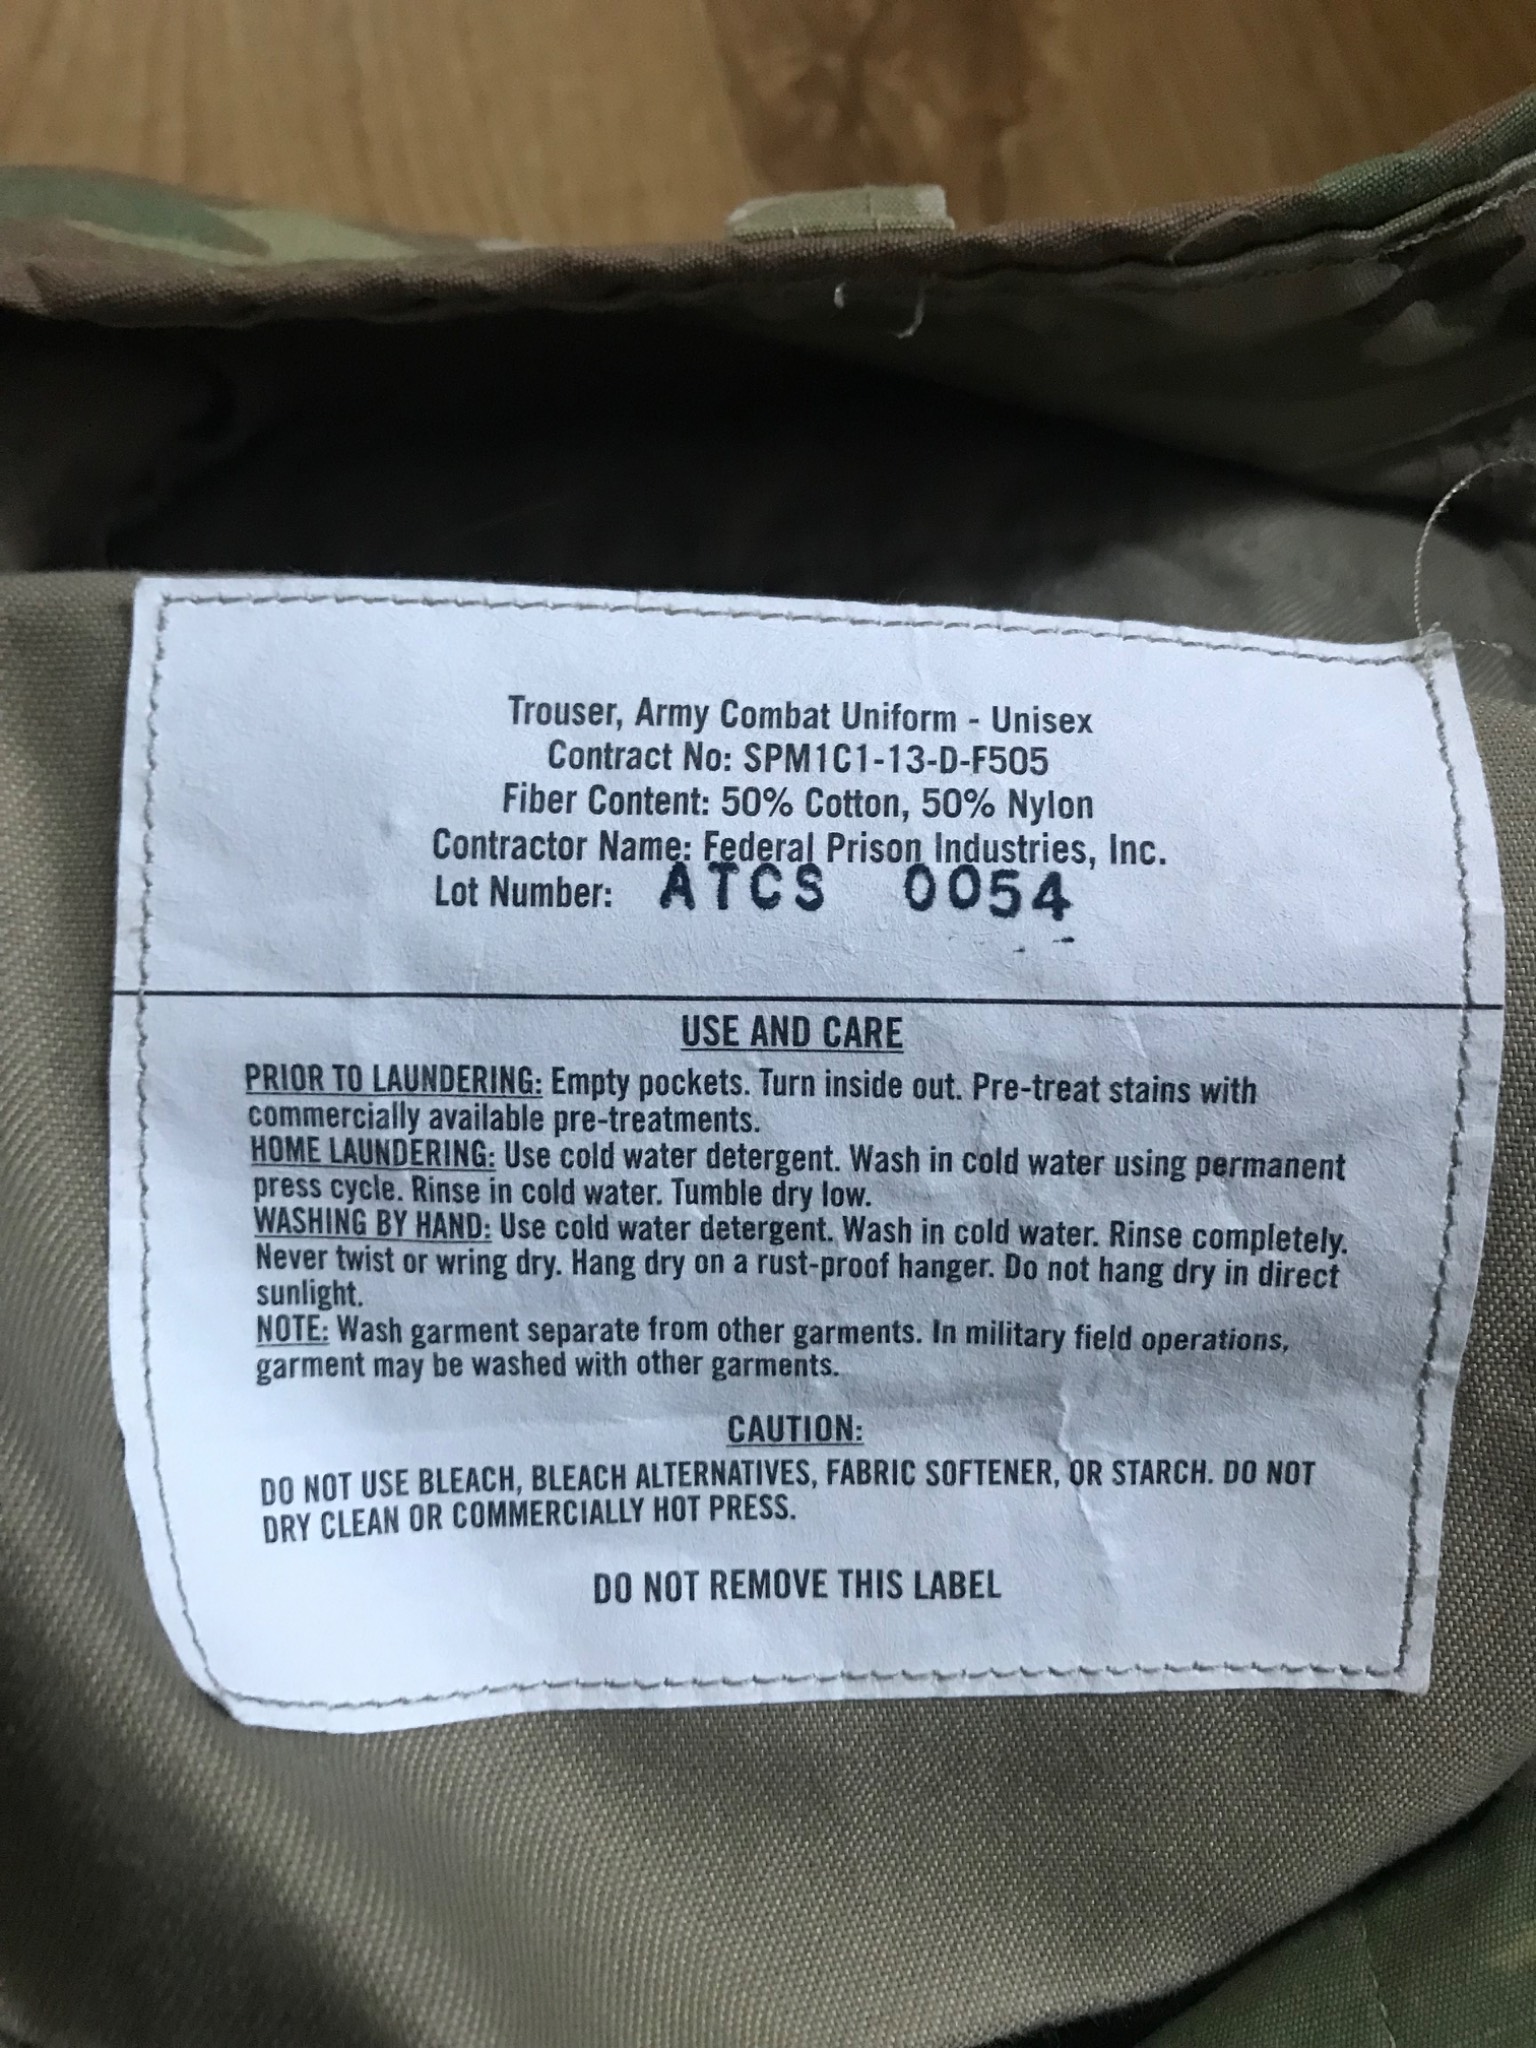 Trouser, Army Combat Uniform - Unisex
Contract No: SPM1C1-13-D-F505
Fiber Content: 50% Cotton, 50% Nylon
Contractor Name: Federal Prison Industries, Inc.
Lot Number: ATCS 0054
USE AND CARE
PRIOR TO LAUNDERING: Empty pockets. Turn inside out. Pre-treat stains with
commercially available pre-treatments.
HOME LAUNDERING: Use cold water detergent. Wash in cold water using permanent
press cycle. Rinse in cold water. Tumble dry low.
WASHING BY HAND: Use cold water detergent. Wash in cold water. Rinse completely.
Never twist or wring dry. Hang dry on a rust-proof hanger. Do not hang dry in direct
sunlight.
NOTE: Wash garment separate from other garments. In military field operations,
garment may be washed with other garments.
CAUTION:
DO NOT USE BLEACH, BLEACH ALTERNATIVES, FABRIC SOFTENER, OR STARCH. DO NOT
DRY CLEAN OR COMMERCIALLY HOT PRESS.
DO NOT REMOVE THIS LABEL